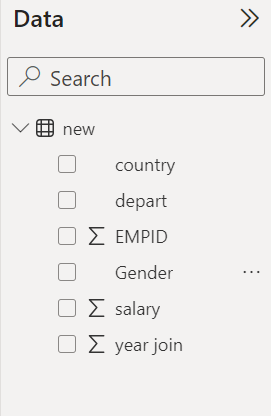 Data
Search
new
country
depart
EMPID
Gender
salary
year join